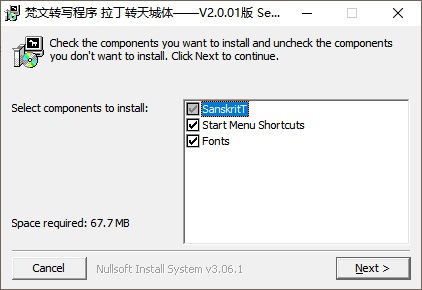 梵文转写程序 拉丁转天城体——V2.0.01版 Se...
Check the components you want to install and uncheck the components
you don't want to install. Click Next to continue.
Select components to install:
SanskritT
Start Menu Shortcuts
Fonts
Space required: 67.7 MB
Cancel
Nullsoft Install System v3.06.1
Next >